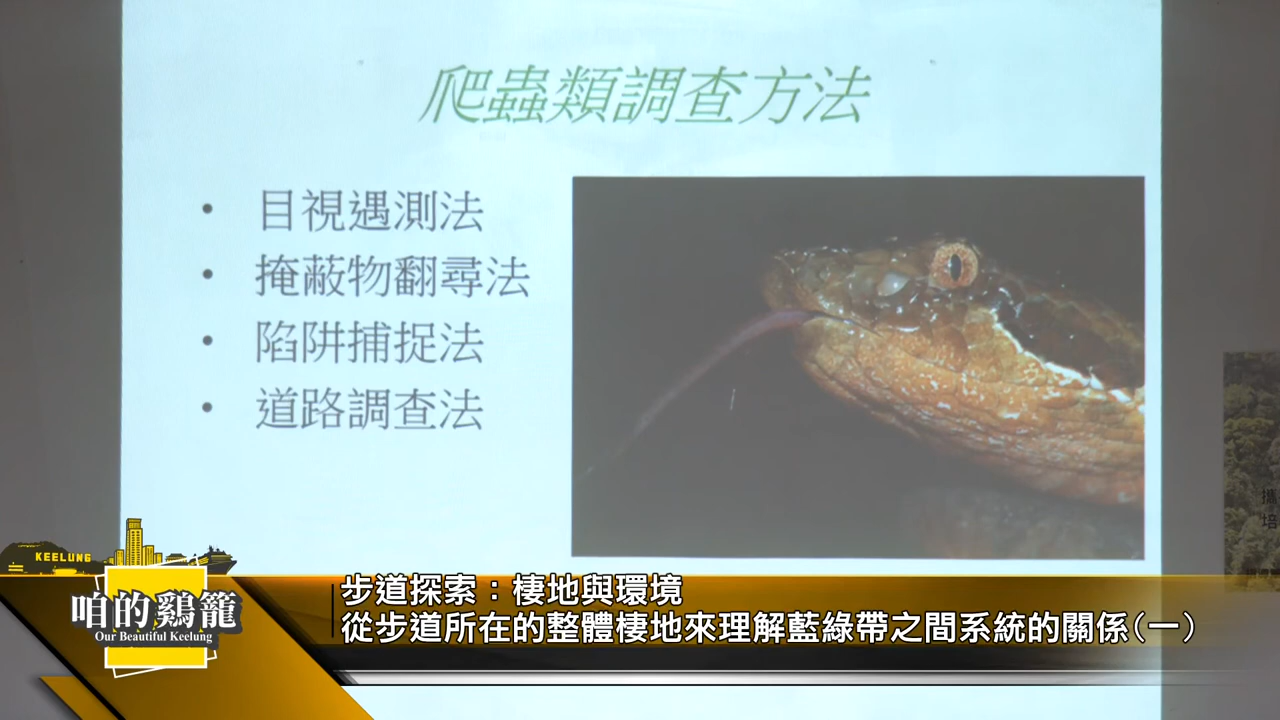 爬蟲類調查方法
• 目視遇測法
• 掩蔽物翻尋法
• 陷阱捕捉法
• 道路調查法
攜
培
KEELUNG
咱的鷄籠
Our Beautiful Keelung
步道探索：棲地與環境
從步道所在的整體棲地來理解藍綠帶之間系統的關係(一)